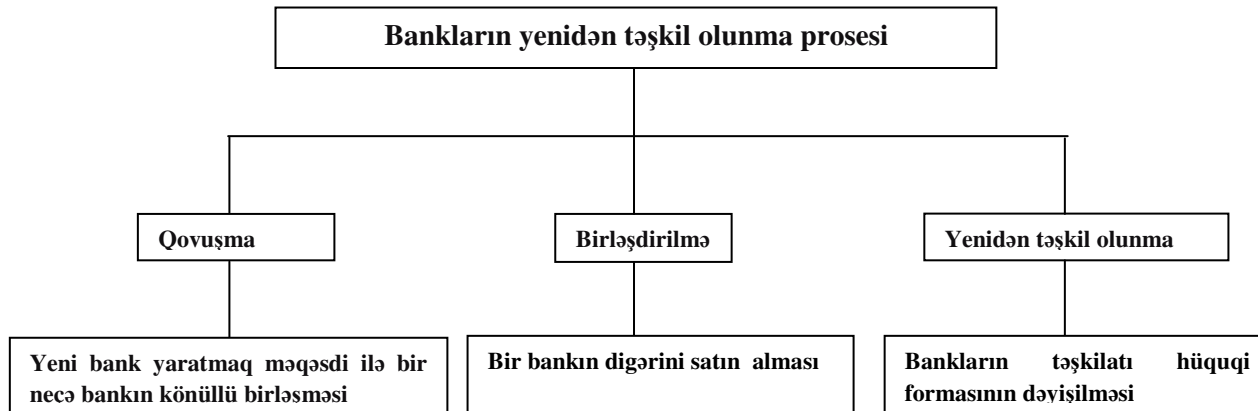 Bankların yenidən təşkil olunma prosesi
Qovuşma
Birləşdirilmə
Yenidən təşkil olunma
Yeni bank yaratmaq məqəsdi ilə bir
necə bankın könüllü birləşməsi
Bir bankın digərini satın alması
Bankların təşkilatı hüquqi
formasının dəyişilməsi